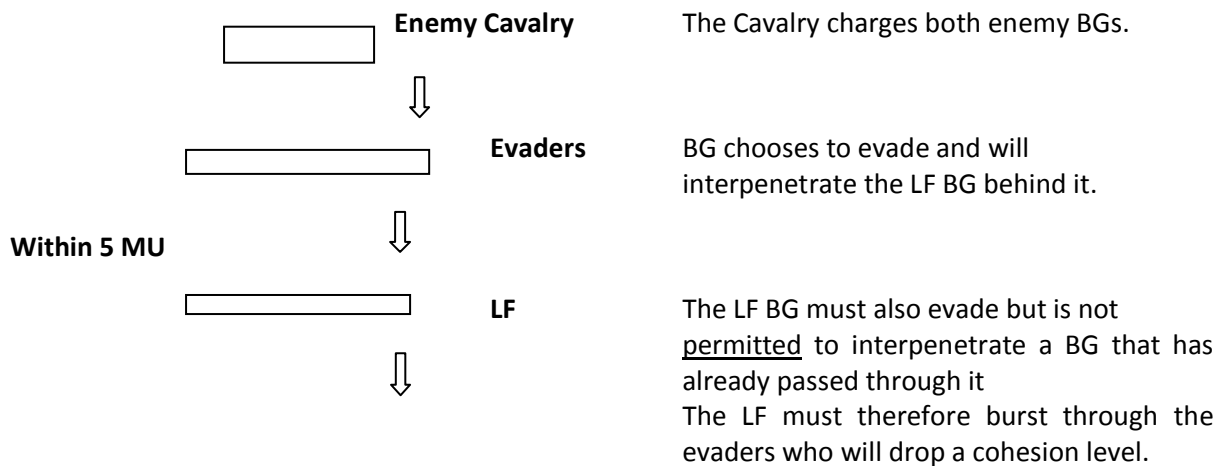 Enemy Cavalry The Cavalry charges both enemy BGs.
Evaders BG chooses to evade and will
interpenetrate the LF BG behind it.
Within 5 MU
LF The LF BG must also evade but is not
permitted to interpenetrate a BG that has
already passed through it
The LF must therefore burst through the
evaders who will drop a cohesion level.